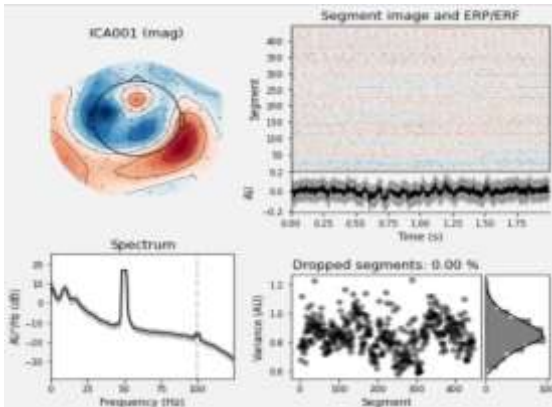 ICA001 (mag)
Segment image and ERP/ERF
Segment
400
350
300
250
200
150
100
50
AU
0.2
0.0
-0.2
0.00 0.25 0.50 0.75 1.00 1.25 1.50 1.75
Time (s)
Spectrum
AU²/Hz (dB)
20
10
0
-10
-20
-30
0 25 50 75 100
Frequency (Hz)
Dropped segments: 0.00 %
Variance (AU)
1.2
1.0
0.8
0.6
0 100 200 300 400
Segment
0